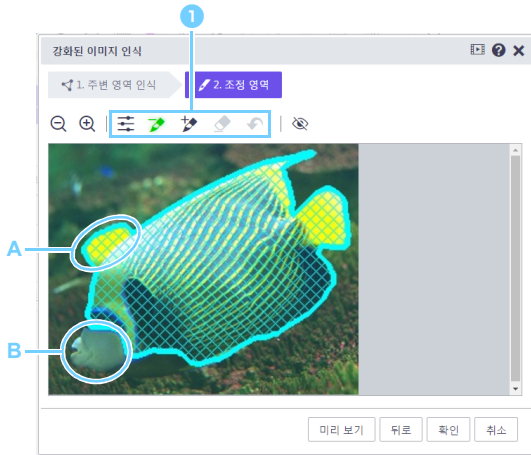 1
강화된 이미지 인식
1. 주변 영역 인식
2. 조정 영역
A
B
미리 보기 뒤로 확인 취소